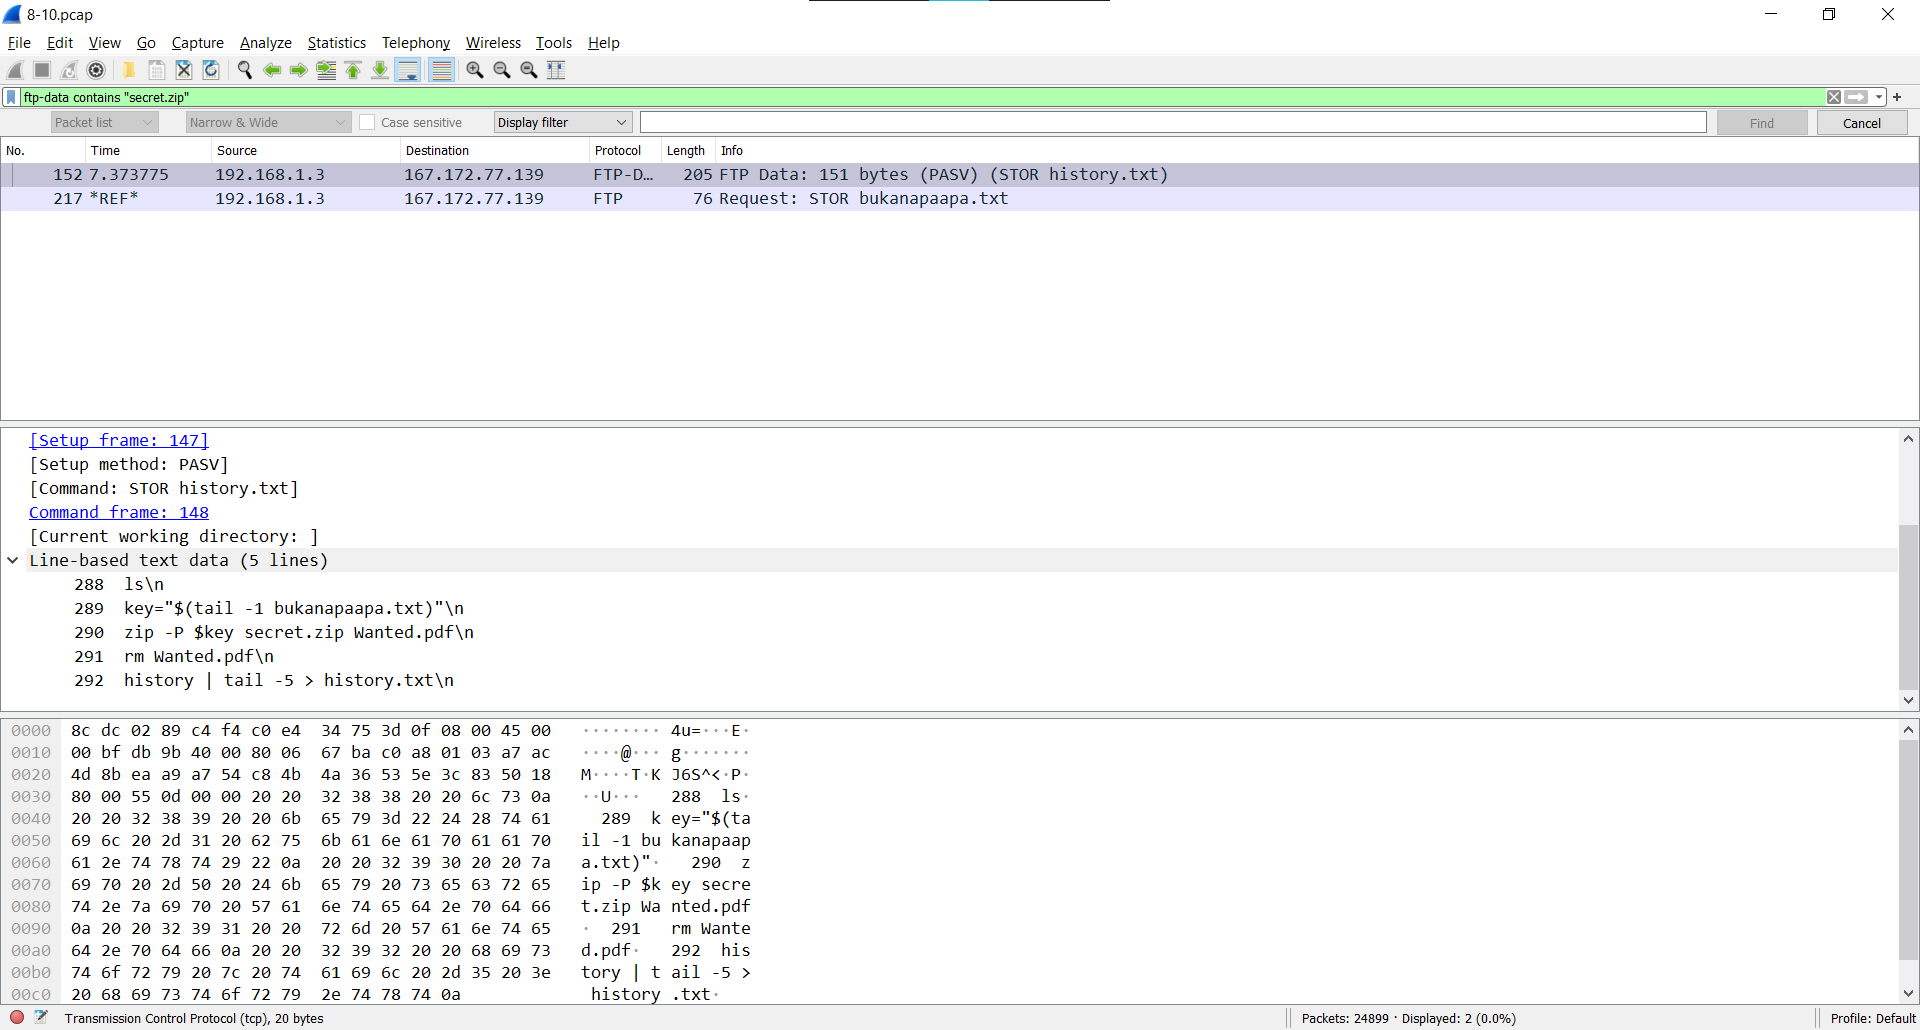 8-10.pcap
File Edit View Go Capture Analyze Statistics Telephony Wireless Tools Help
ftp-data contains "secret.zip"
Packet list Narrow & Wide Case sensitive Display filter Find Cancel
No. Time Source Destination Protocol Length Info
152 7.373775 192.168.1.3 167.172.77.139 FTP-D… 205 FTP Data: 151 bytes (PASV) (STOR history.txt)
217 *REF* 192.168.1.3 167.172.77.139 FTP 76 Request: STOR bukanapaapa.txt
[Setup frame: 147]
[Setup method: PASV]
[Command: STOR history.txt]
Command frame: 148
[Current working directory: ]
Line-based text data (5 lines)
288  ls\n
289  key="$(tail -1 bukanapaapa.txt)"\n
290  zip -P $key secret.zip Wanted.pdf\n
291  rm Wanted.pdf\n
292  history | tail -5 > history.txt\n
0000 8c dc 02 89 c4 f4 c0 e4 34 75 3d 0f 08 00 45 00 ········ 4u=···E·
0010 00 bf db 9b 40 00 80 06 67 ba c0 a8 01 03 a7 ac ····@··· g·······
0020 4d 8b ea a9 a7 54 c8 4b 4a 36 53 5e 3c 83 50 18 M····T·K J6S^<·P·
0030 80 00 55 0d 00 00 20 20 32 38 38 20 20 6c 73 0a ··U··· 288  ls·
0040 20 20 32 38 39 20 20 6b 65 79 3d 22 24 28 74 61 289  k ey="$(ta
0050 69 6c 20 2d 31 20 62 75 6b 61 6e 61 70 61 61 70 il -1 bu kanapaap
0060 61 2e 74 78 74 29 22 0a 20 20 32 39 30 20 20 7a a.txt)"· 290  z
0070 69 70 20 2d 50 20 24 6b 65 79 20 73 65 63 72 65 ip -P $k ey secre
0080 74 2e 7a 69 70 20 57 61 6e 74 65 64 2e 70 64 66 t.zip Wa nted.pdf
0090 0a 20 20 32 39 31 20 20 72 6d 20 57 61 6e 74 65 ·  291 rm Wante
00a0 64 2e 70 64 66 0a 20 20 32 39 32 20 20 68 69 73 d.pdf· 292  his
00b0 74 6f 72 79 20 7c 20 74 61 69 6c 20 2d 35 20 3e tory | t ail -5 >
00c0 20 68 69 73 74 6f 72 79 2e 74 78 74 0a history .txt·
Transmission Control Protocol (tcp), 20 bytes Packets: 24899 · Displayed: 2 (0.0%) Profile: Default